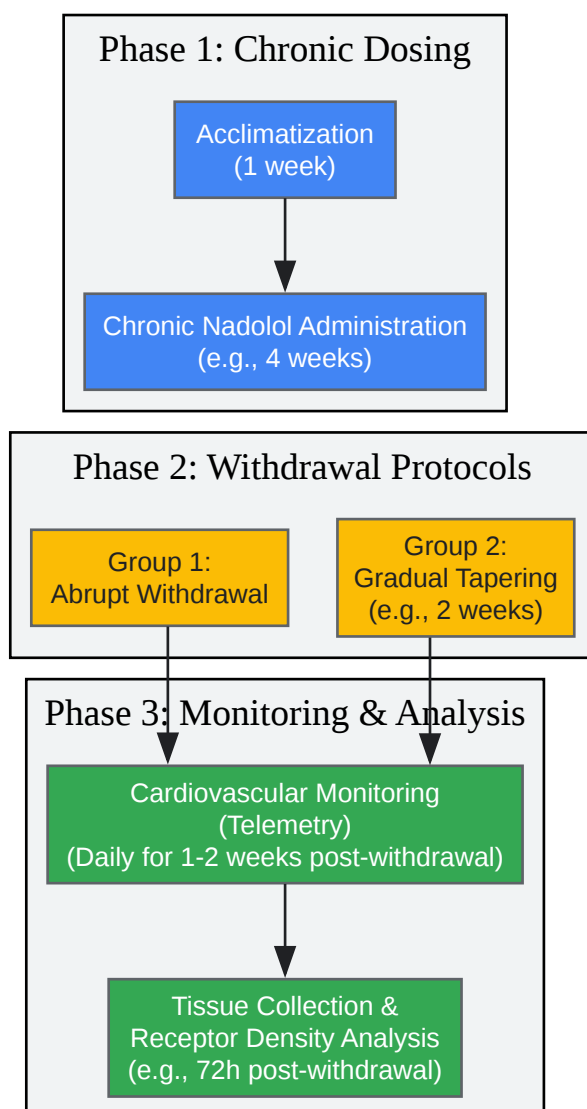 Phase 1: Chronic Dosing
Acclimatization
(1 week)
Chronic Nadolol Administration
(e.g., 4 weeks)
Phase 2: Withdrawal Protocols
Group 1:
Abrupt Withdrawal
Group 2:
Gradual Tapering
(e.g., 2 weeks)
Phase 3: Monitoring & Analysis
Cardiovascular Monitoring
(Telemetry)
(Daily for 1-2 weeks post-withdrawal)
Tissue Collection &
Receptor Density Analysis
(e.g., 72h post-withdrawal)